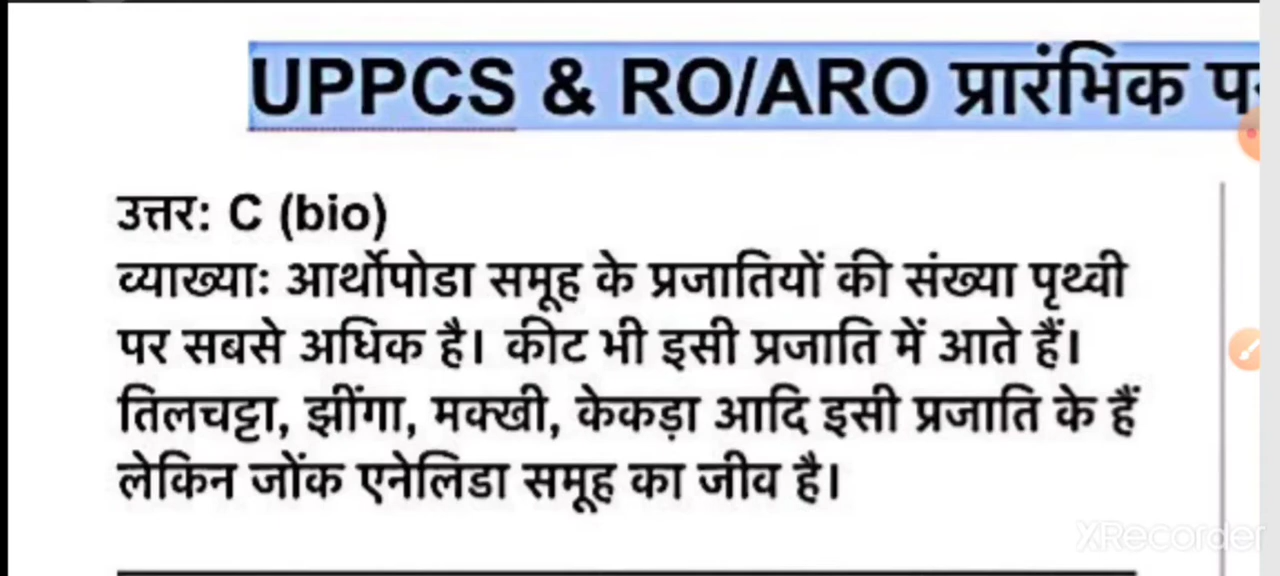 UPPCS & RO/ARO प्रारंभिक
उत्तर: C (bio)
व्याख्या: आर्थोपोडा समूह के प्रजातियों की संख्या पृथ्वी
पर सबसे अधिक है। कीट भी इसी प्रजाति में आते हैं।
तिलचट्टा, झींगा, मक्खी, केकड़ा आदि इसी प्रजाति के हैं
लेकिन जोंक एनेलिडा समूह का जीव है।
XRecorder